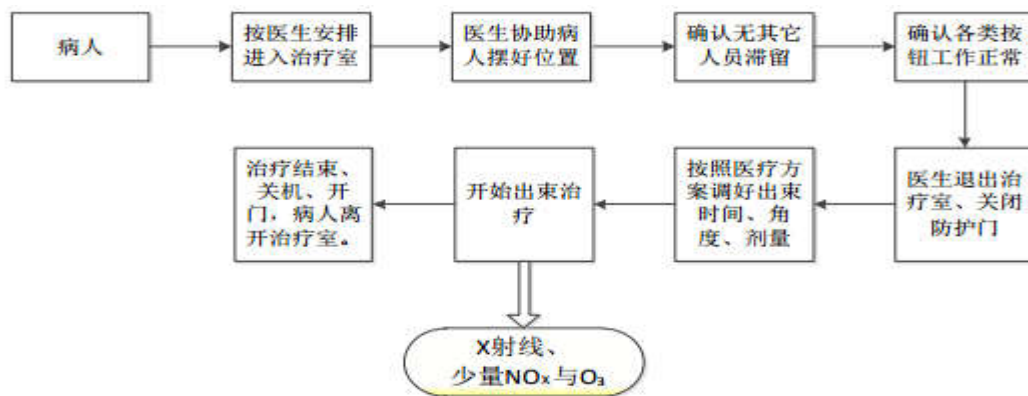 病人
按医生安排
进入治疗室
医生协助病
人摆好位置
确认无其它
人员滞留
确认各类按
钮工作正常
医生退出治
疗室、关闭
防护门
按照医疗方
案调好出束
时间、角
度、剂量
开始出束治
疗
治疗结束、
关机、开
门，病人离
开治疗室。
X射线、
少量NOx与O₃